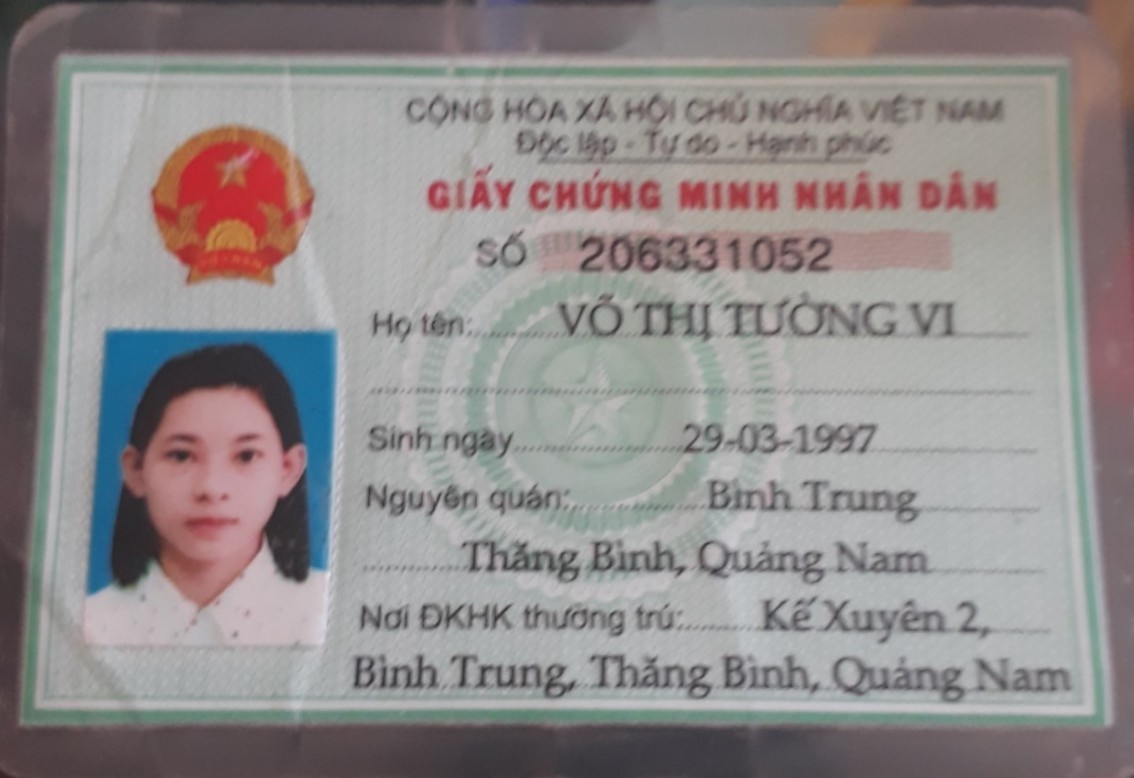 CỘNG HÒA XÃ HỘI CHỦ NGHĨA VIỆT NAM
Độc lập - Tự do - Hạnh phúc
GIẤY CHỨNG MINH NHÂN DÂN
SỐ 206331052
Họ tên: VÕ THỊ TƯỜNG VI
Sinh ngày 29-03-1997
Nguyên quán: Bình Trung
Thăng Bình, Quảng Nam
Nơi ĐKHK thường trú: Kế Xuyên 2,
Bình Trung, Thăng Bình, Quảng Nam